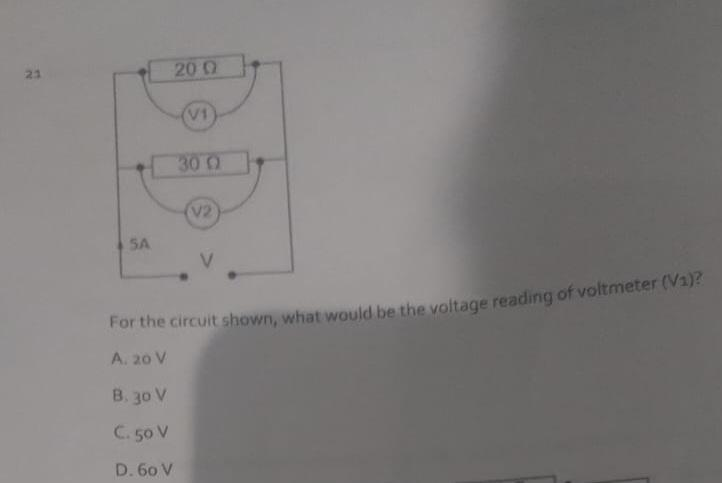 21
20 Ω
V1
30 Ω
V2
5A
V
For the circuit shown, what would be the voltage reading of voltmeter (V1)?
A. 20 V
B. 30 V
C. 50 V
D. 60 V